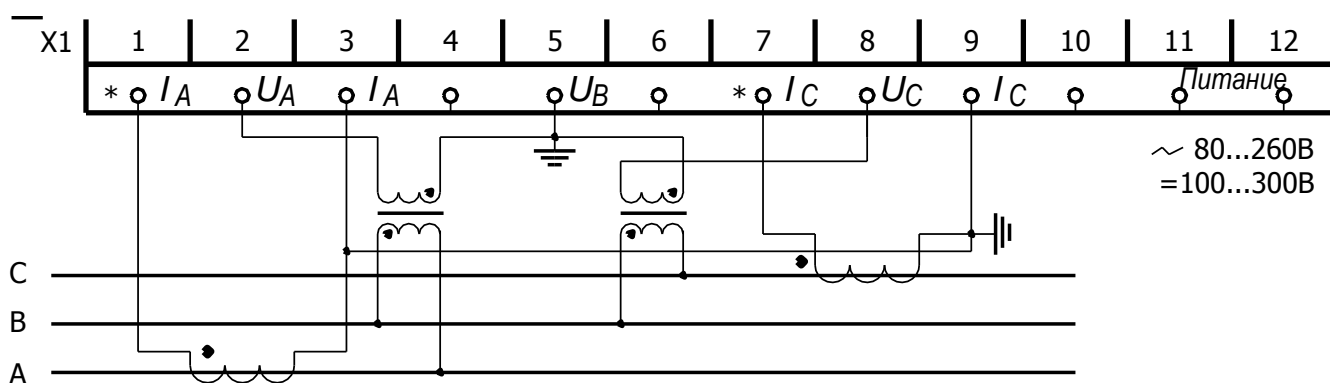 X1 1 2 3 4 5 6 7 8 9 10 11 12
* I A U A I A U B * I C U C I C Питание
~ 80...260В
=100...300В
C
B
A